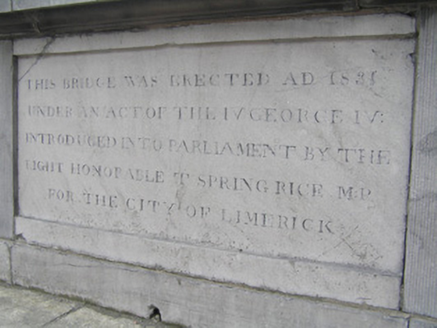 THIS BRIDGE WAS ERECTED AD 1831
UNDER AN ACT OF THE IV GEORGE IV:
INTRODUCED INTO PARLIAMENT BY THE
RIGHT HONORABLE T SPRING RICE M.P.
FOR THE CITY OF LIMERICK